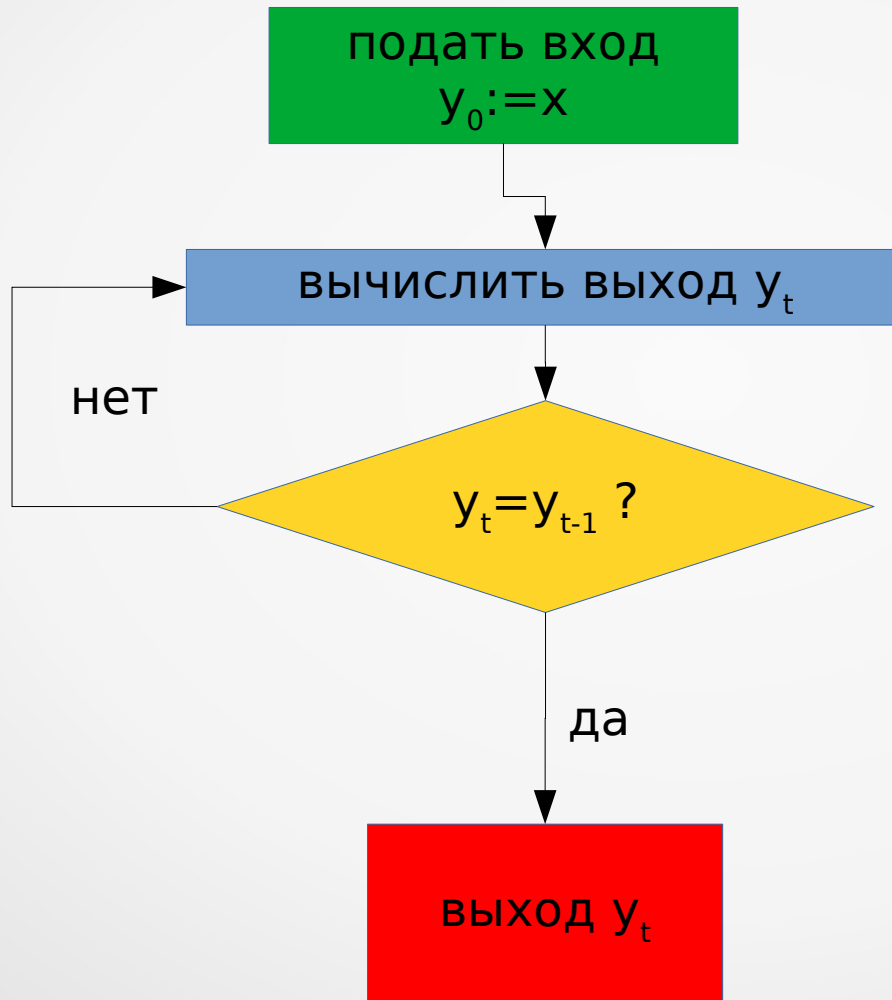 подать вход
y₀:=x
вычислить выход yₜ
нет
yₜ=yₜ₋₁ ?
да
выход yₜ